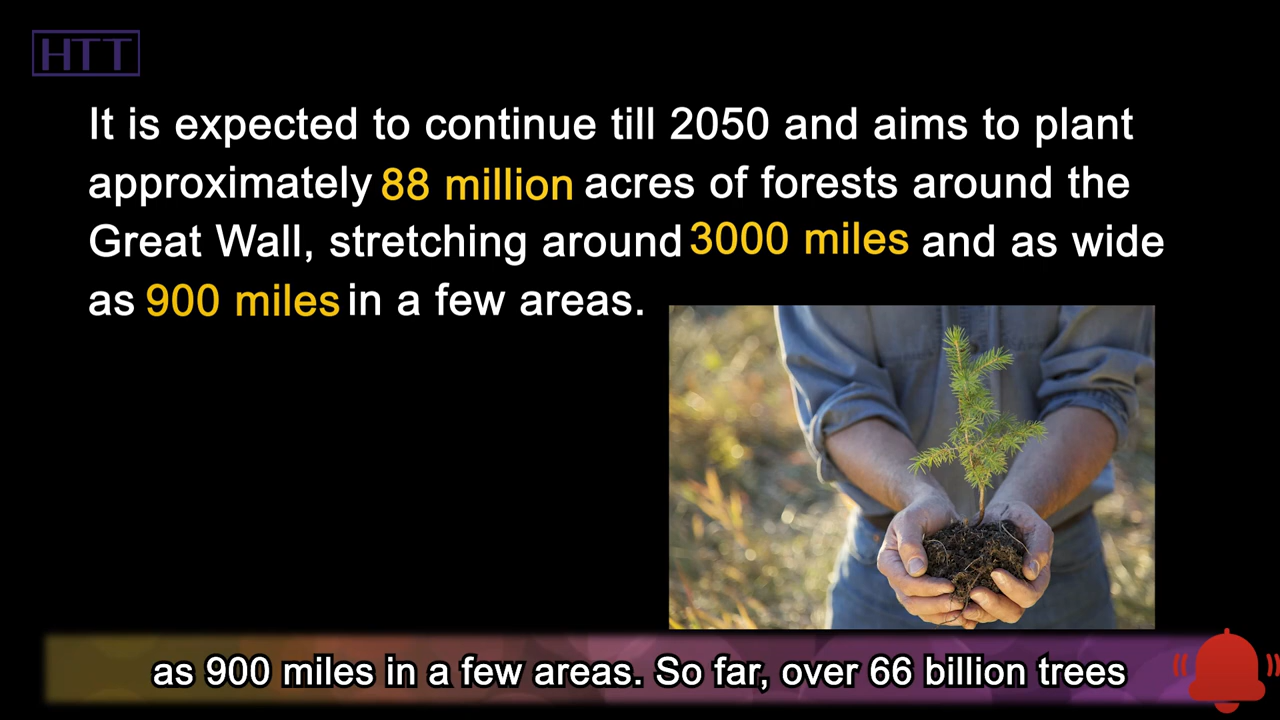 HTT
It is expected to continue till 2050 and aims to plant
approximately 88 million acres of forests around the
Great Wall, stretching around 3000 miles and as wide
as 900 miles in a few areas.
as 900 miles in a few areas. So far, over 66 billion trees